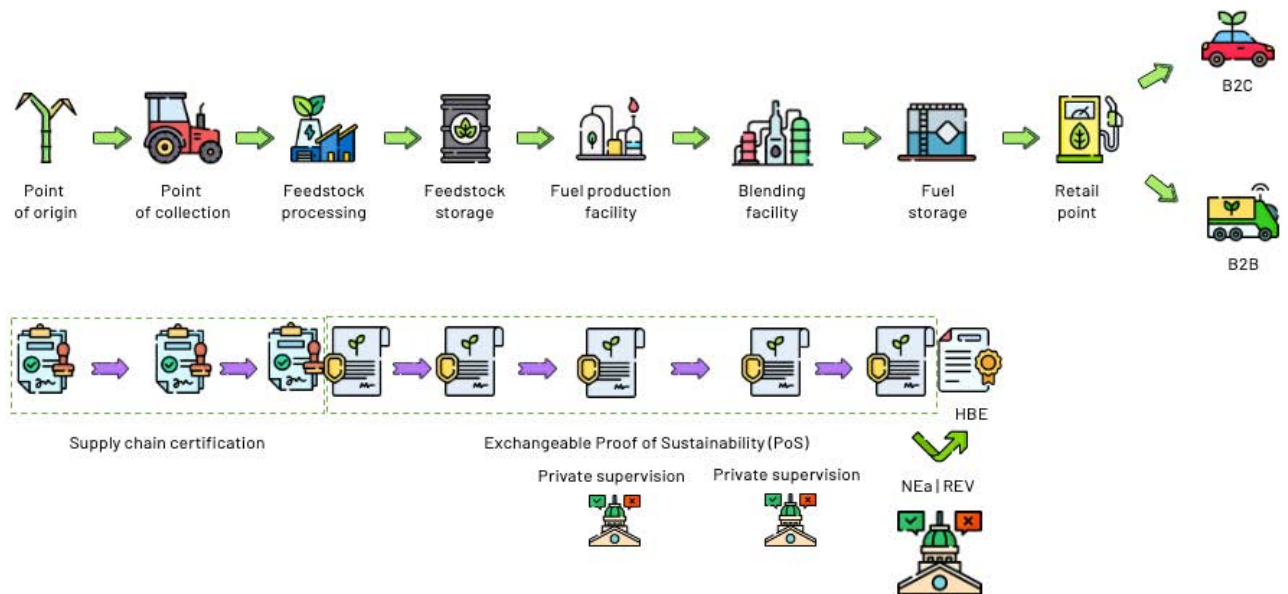 B2C
Point
of origin
Point
of collection
Feedstock
processing
Feedstock
storage
Fuel production
facility
Blending
facility
Fuel
storage
Retail
point
B2B
HBE
Supply chain certification
Exchangeable Proof of Sustainability (PoS)
Private supervision
Private supervision
NEa | REV